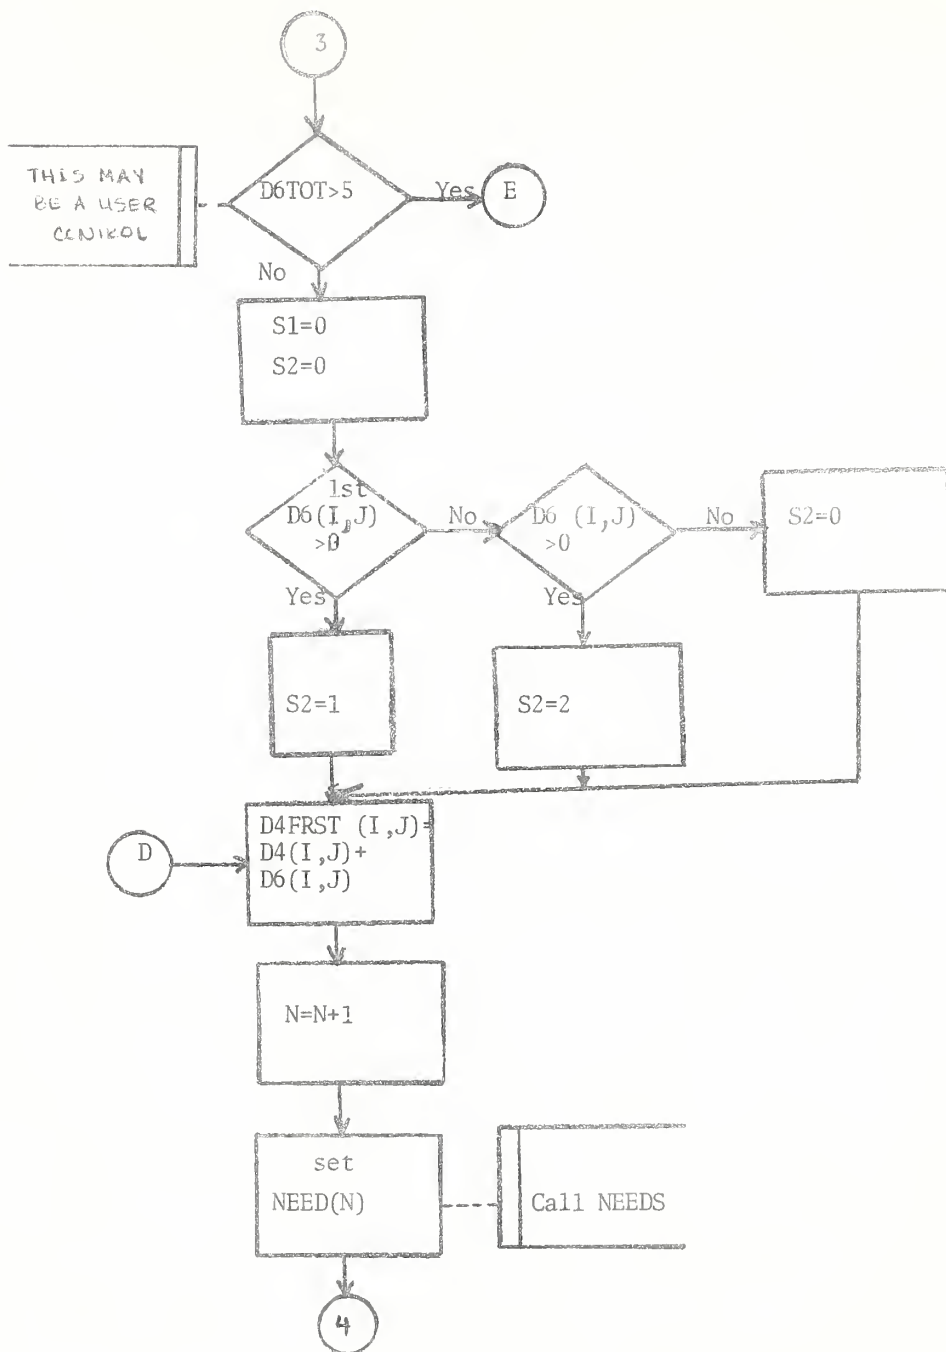 3
D6TOT>5
Yes
E
THIS MAY
BE A USER
No
S1=0
S2=0
1st
D6(I,J)
>0
No
D6 (I,J)
>0
No
S2=0
Yes
Yes
S2=1
S2=2
D
D4FRST (I,J)=
D4(I,J)+
D6(I,J)
N=N+1
set
NEED(N)
Call NEEDS
4